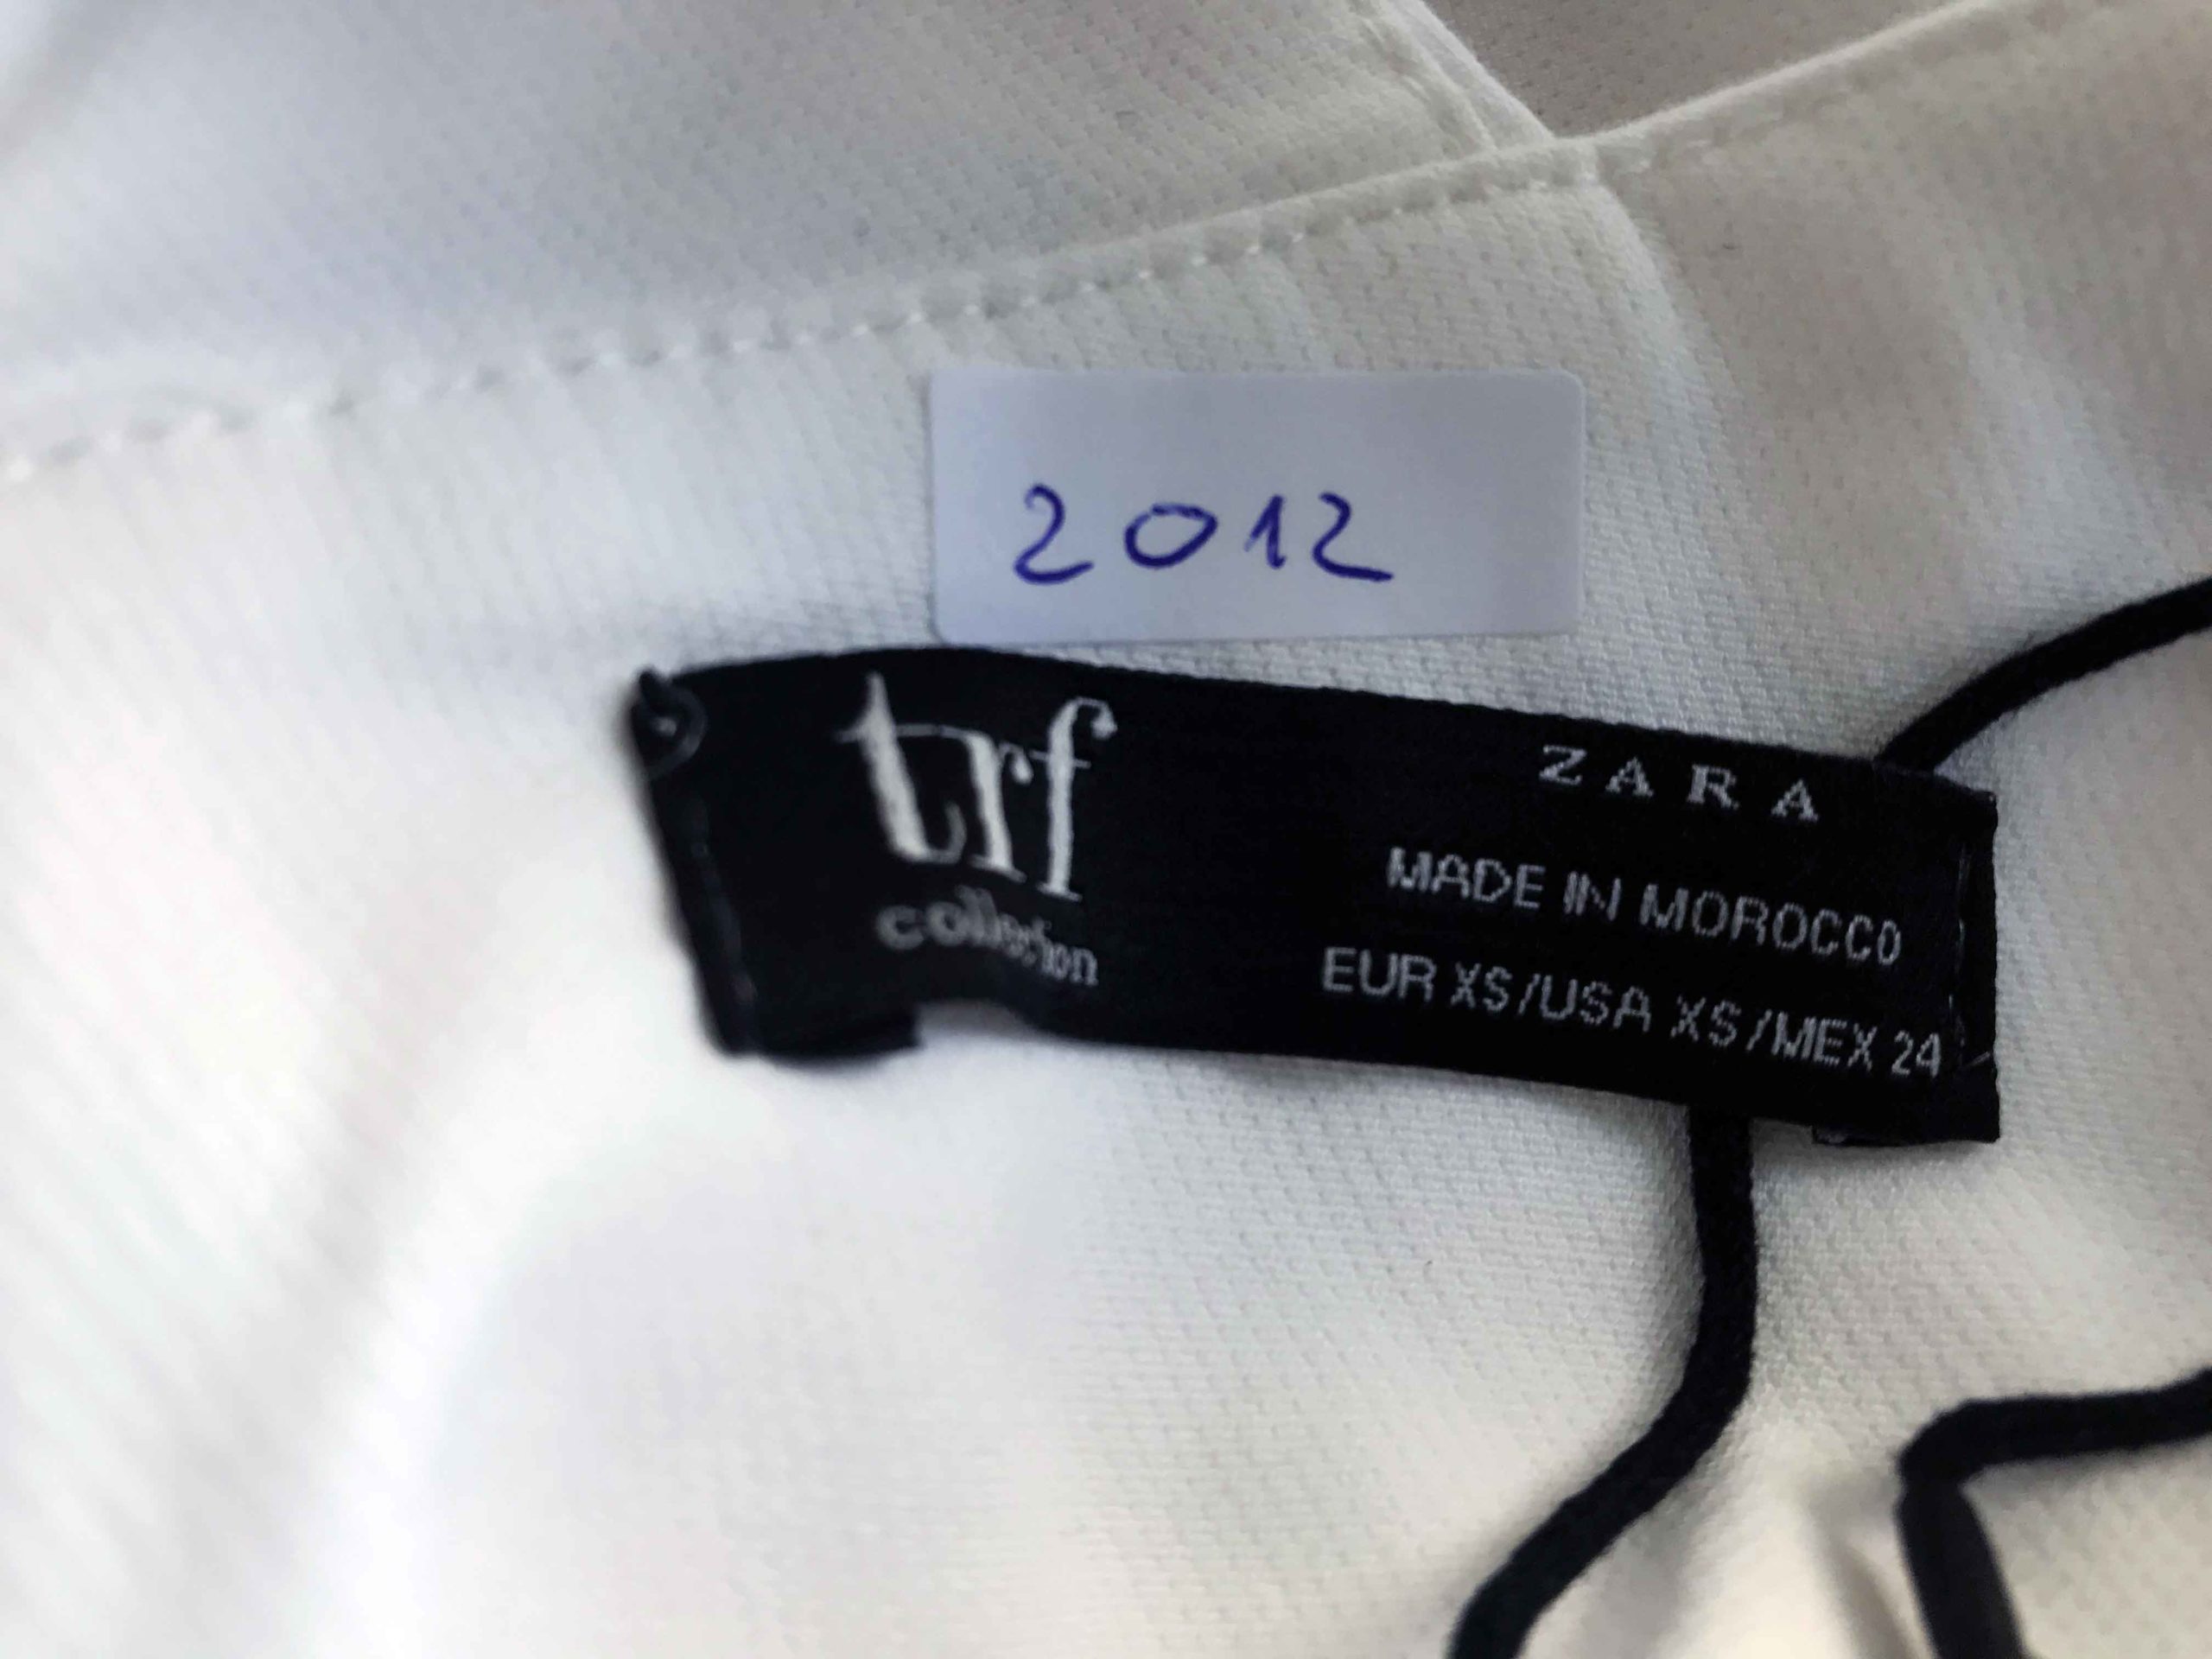 2012
trf
collection
ZARA
MADE IN MOROCCO
EUR XS/USA XS/MEX 24